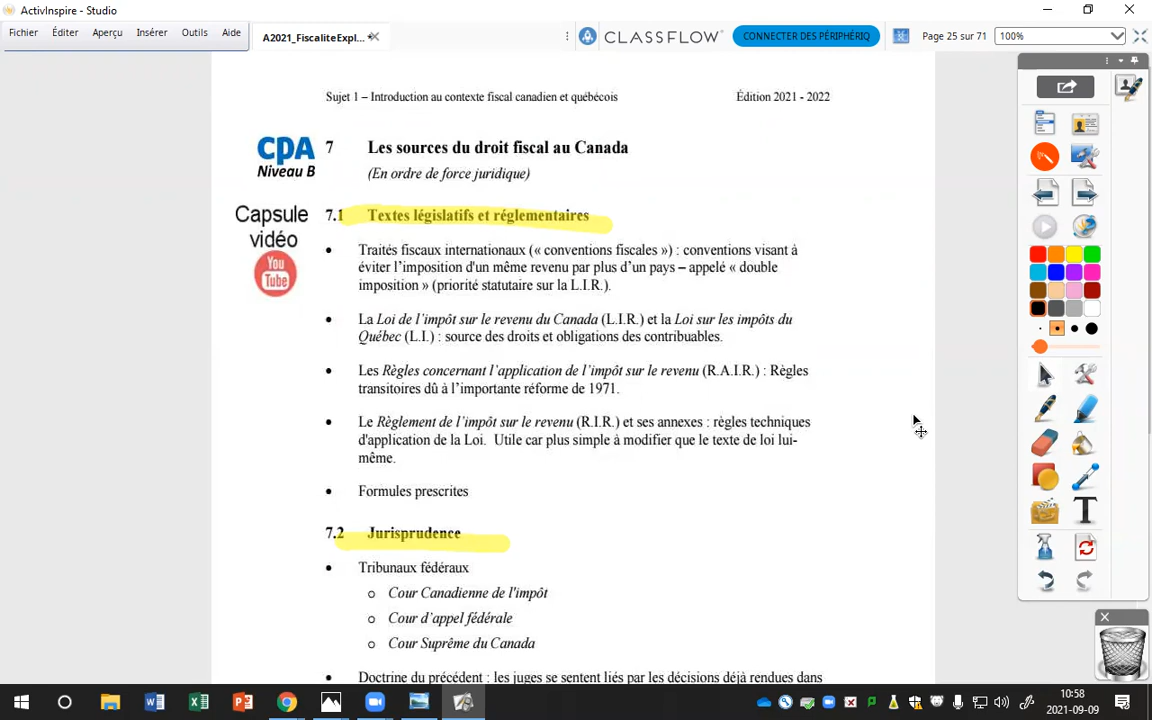 ActivInspire - Studio
Fichier Éditer Aperçu Insérer Outils Aide
A2021_FiscaliteExpl...
CLASSFLOW
CONNECTER DES PÉRIPHÉRIQ
Page 25 sur 71
100%
Sujet 1 – Introduction au contexte fiscal canadien et québécois
Édition 2021 - 2022
CPA
Niveau B
7 Les sources du droit fiscal au Canada
(En ordre de force juridique)
Capsule
vidéo
You
Tube
7.1 Textes législatifs et réglementaires
• Traités fiscaux internationaux (« conventions fiscales ») : conventions visant à
éviter l’imposition d'un même revenu par plus d’un pays – appelé « double
imposition » (priorité statutaire sur la L.I.R.).
• La Loi de l’impôt sur le revenu du Canada (L.I.R.) et la Loi sur les impôts du
Québec (L.I.) : source des droits et obligations des contribuables.
• Les Règles concernant l’application de l’impôt sur le revenu (R.A.I.R.) : Règles
transitoires dû à l’importante réforme de 1971.
• Le Règlement de l’impôt sur le revenu (R.I.R.) et ses annexes : règles techniques
d'application de la Loi. Utile car plus simple à modifier que le texte de loi lui-
même.
• Formules prescrites
7.2 Jurisprudence
• Tribunaux fédéraux
o Cour Canadienne de l'impôt
o Cour d’appel fédérale
o Cour Suprême du Canada
• Doctrine du précédent : les juges se sentent liés par les décisions déjà rendues dans
T
10:58
2021-09-09